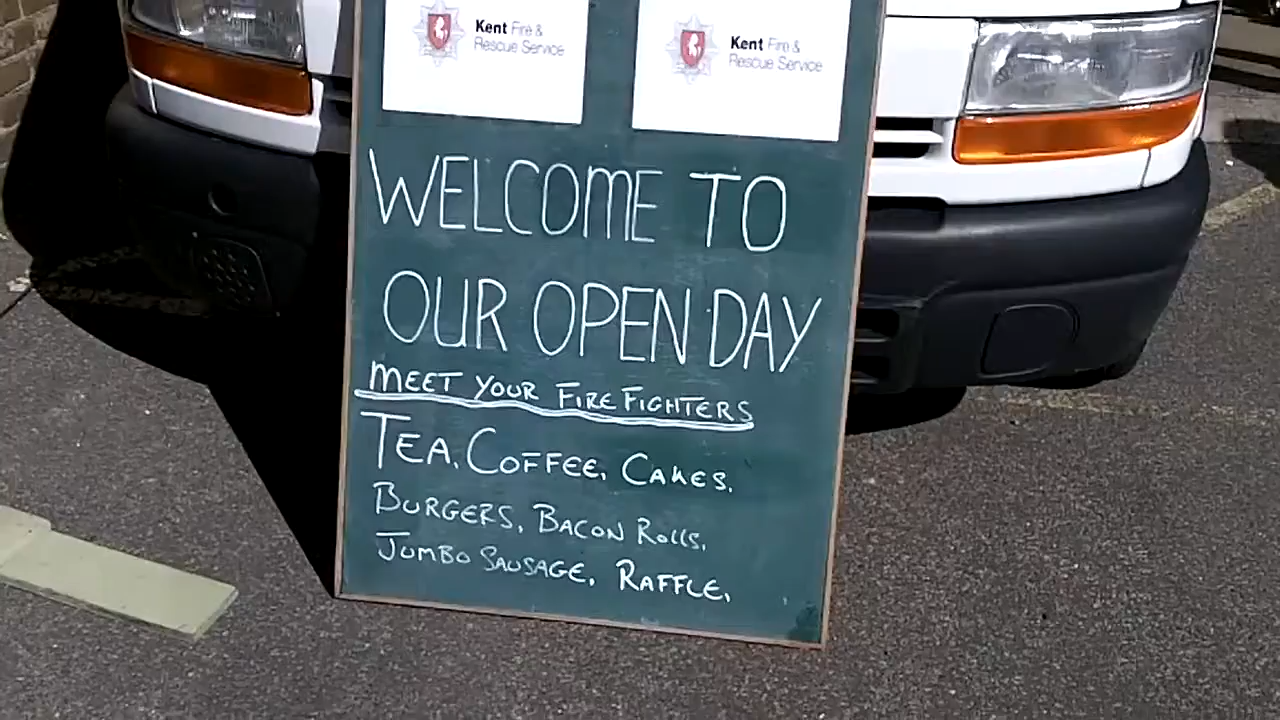 Kent Fire &
Rescue Service
Kent Fire &
Rescue Service
WELCOME TO
OUR OPEN DAY
MEET YOUR FIRE FIGHTERS
TEA, COFFEE, CAKES,
BURGERS, BACON ROLLS,
JUMBO SAUSAGE, RAFFLE,